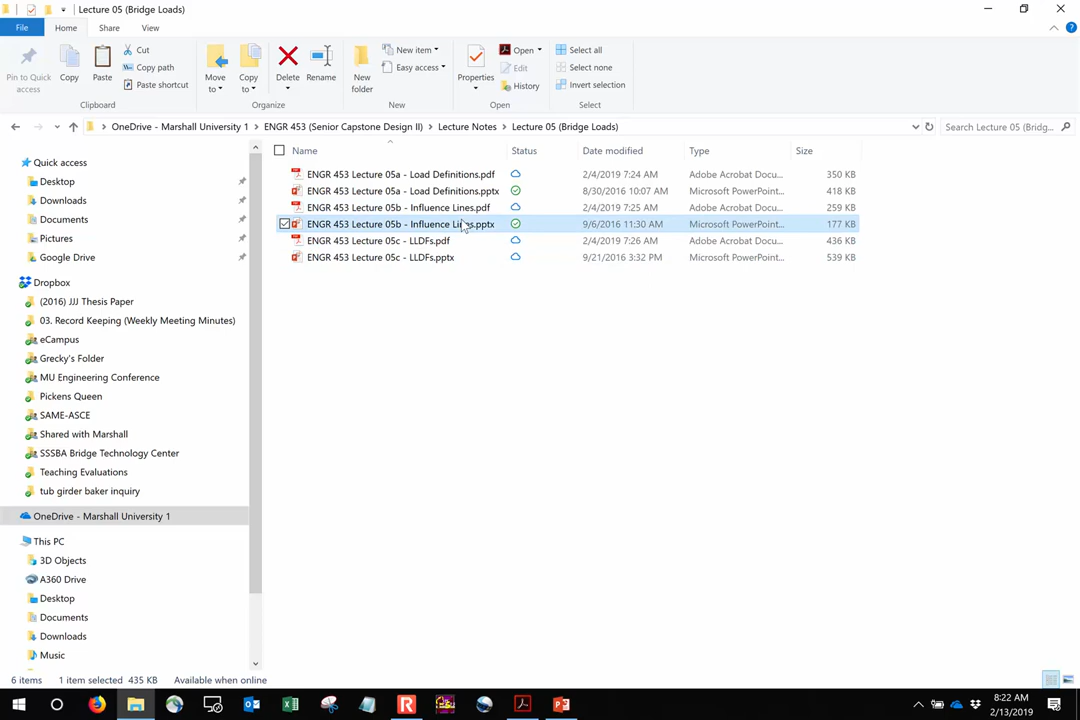 Lecture 05 (Bridge Loads)
File Home Share View
Pin to Quick access
Copy
Paste
Cut
Copy path
Paste shortcut
Clipboard
Move to
Copy to
Delete
Rename
Organize
New folder
New item
Easy access
New
Properties
Open
Edit
History
Open
Select all
Select none
Invert selection
Select
OneDrive - Marshall University 1 > ENGR 453 (Senior Capstone Design II) > Lecture Notes > Lecture 05 (Bridge Loads)
Search Lecture 05 (Bridge Loa...
Name Status Date modified Type Size
ENGR 453 Lecture 05a - Load Definitions.pdf 2/4/2019 7:24 AM Adobe Acrobat Docu... 350 KB
ENGR 453 Lecture 05a - Load Definitions.pptx 8/30/2016 10:07 AM Microsoft PowerPoint... 418 KB
ENGR 453 Lecture 05b - Influence Lines.pdf 2/4/2019 7:25 AM Adobe Acrobat Docu... 259 KB
ENGR 453 Lecture 05b - Influence Lines.pptx 9/6/2016 11:30 AM Microsoft PowerPoint... 177 KB
ENGR 453 Lecture 05c - LLDFs.pdf 2/4/2019 7:26 AM Adobe Acrobat Docu... 436 KB
ENGR 453 Lecture 05c - LLDFs.pptx 9/21/2016 3:32 PM Microsoft PowerPoint... 539 KB
Quick access
Desktop
Downloads
Documents
Pictures
Google Drive
Dropbox
(2016) JJJ Thesis Paper
03. Record Keeping (Weekly Meeting Minutes)
eCampus
Grecky's Folder
MU Engineering Conference
Pickens Queen
SAME-ASCE
Shared with Marshall
SSSBA Bridge Technology Center
Teaching Evaluations
tub girder baker inquiry
OneDrive - Marshall University 1
This PC
3D Objects
A360 Drive
Desktop
Documents
Downloads
Music
6 items 1 item selected 435 KB Available when online
8:22 AM
2/13/2019